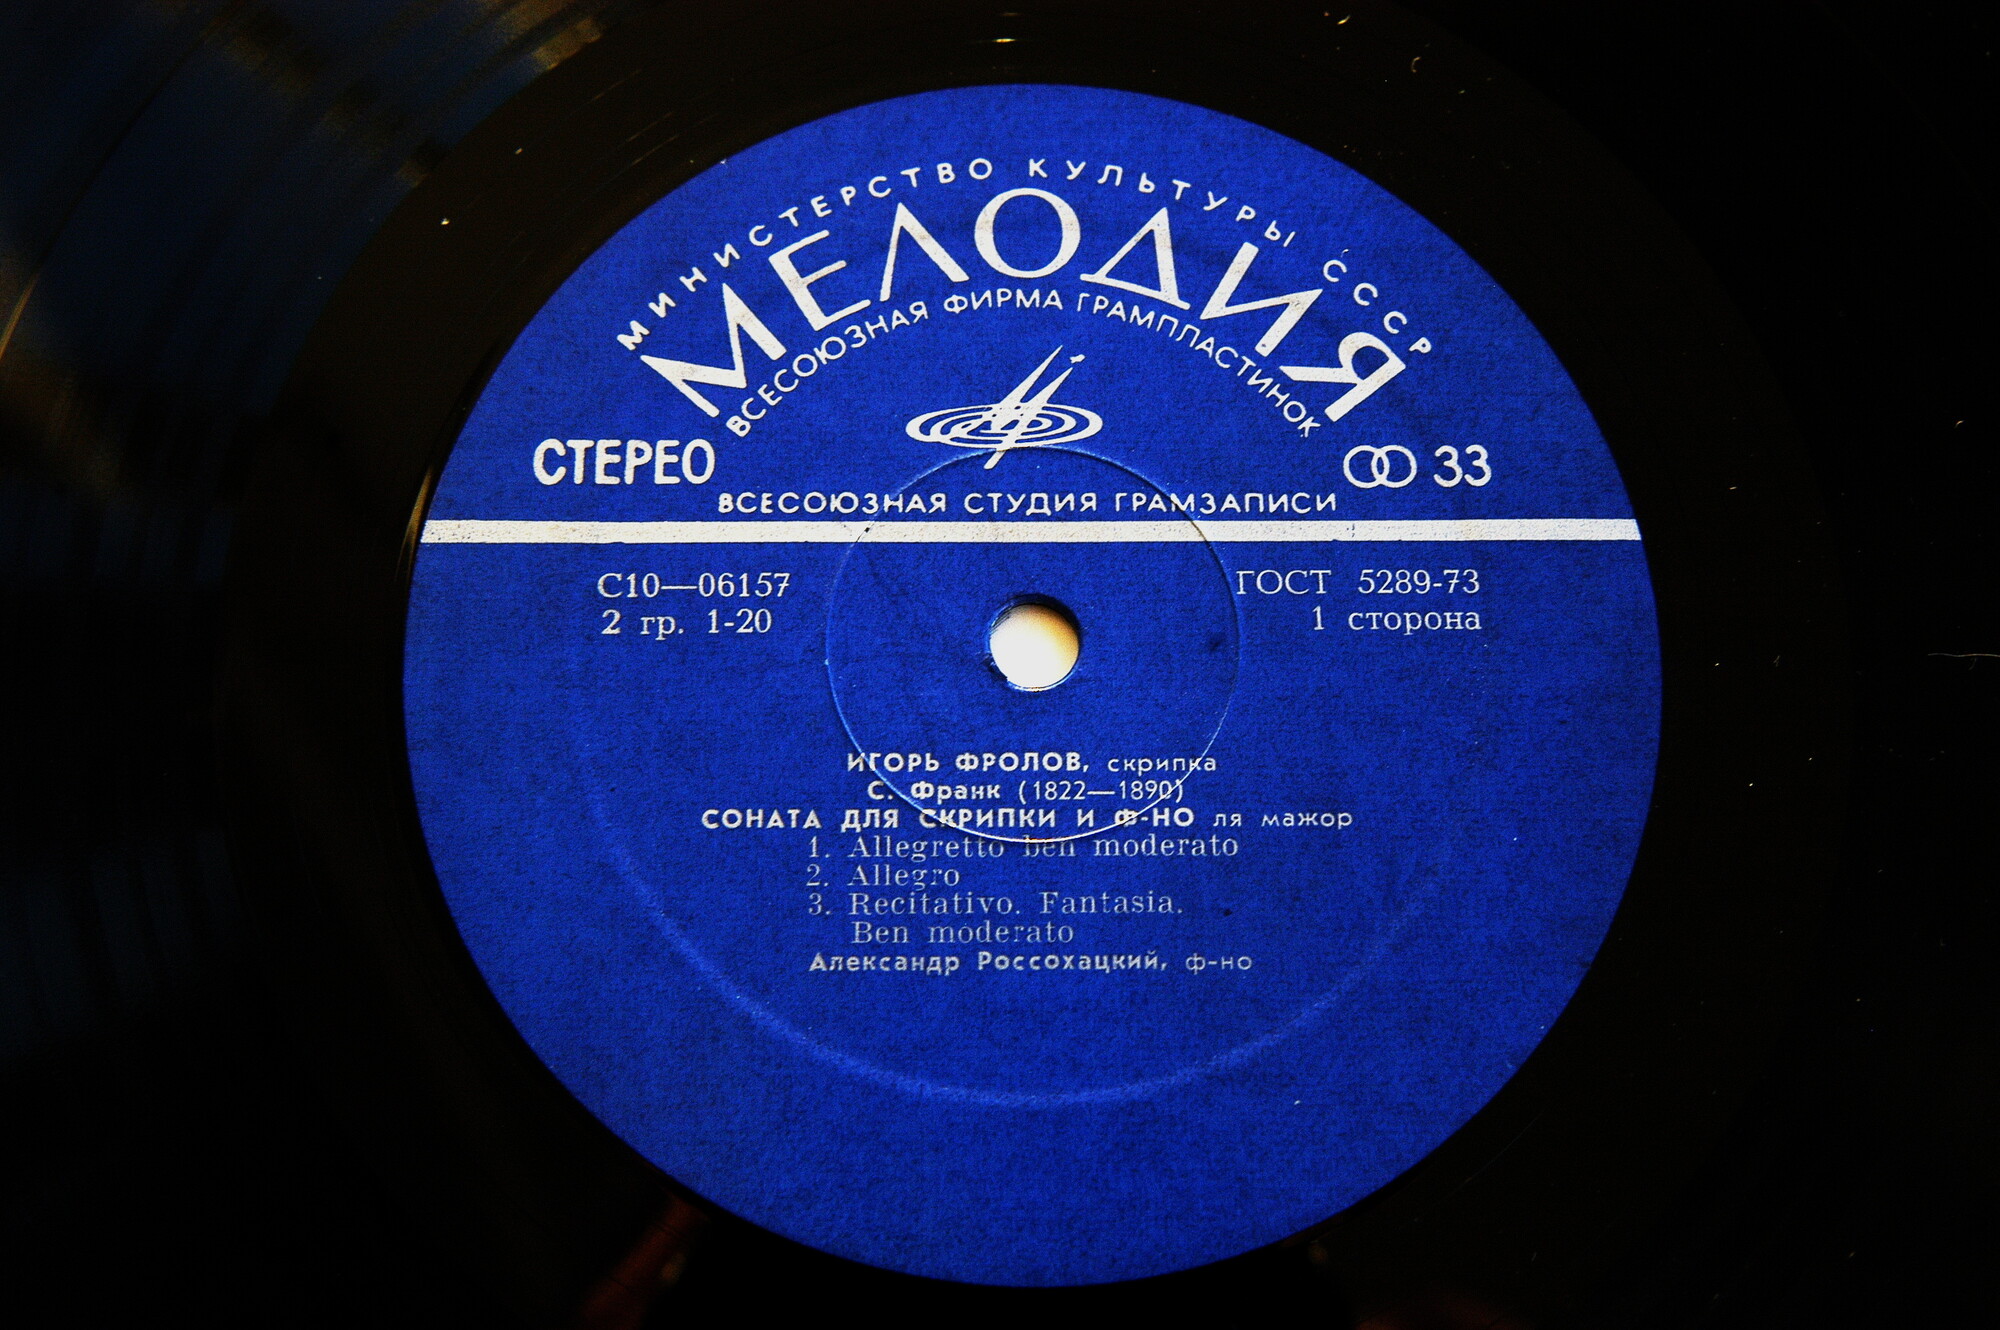 МИНИСТЕРСТВО КУЛЬТУРЫ СССР
МЕЛОДИЯ
ВСЕСОЮЗНАЯ ФИРМА ГРАМПЛАСТИНОК
СТЕРЕО
33
ВСЕСОЮЗНАЯ СТУДИЯ ГРАМЗАПИСИ
С10—06157
ГОСТ 5289-73
2 гр. 1-20
1 сторона
ИГОРЬ ФРОЛОВ, скрипка
С. Франк (1822—1890)
СОНАТА ДЛЯ СКРИПКИ И Ф-НО ля мажор
1. Allegretto ben moderato
2. Allegro
3. Recitativo. Fantasia.
Ben moderato
Александр Россохацкий, ф-но